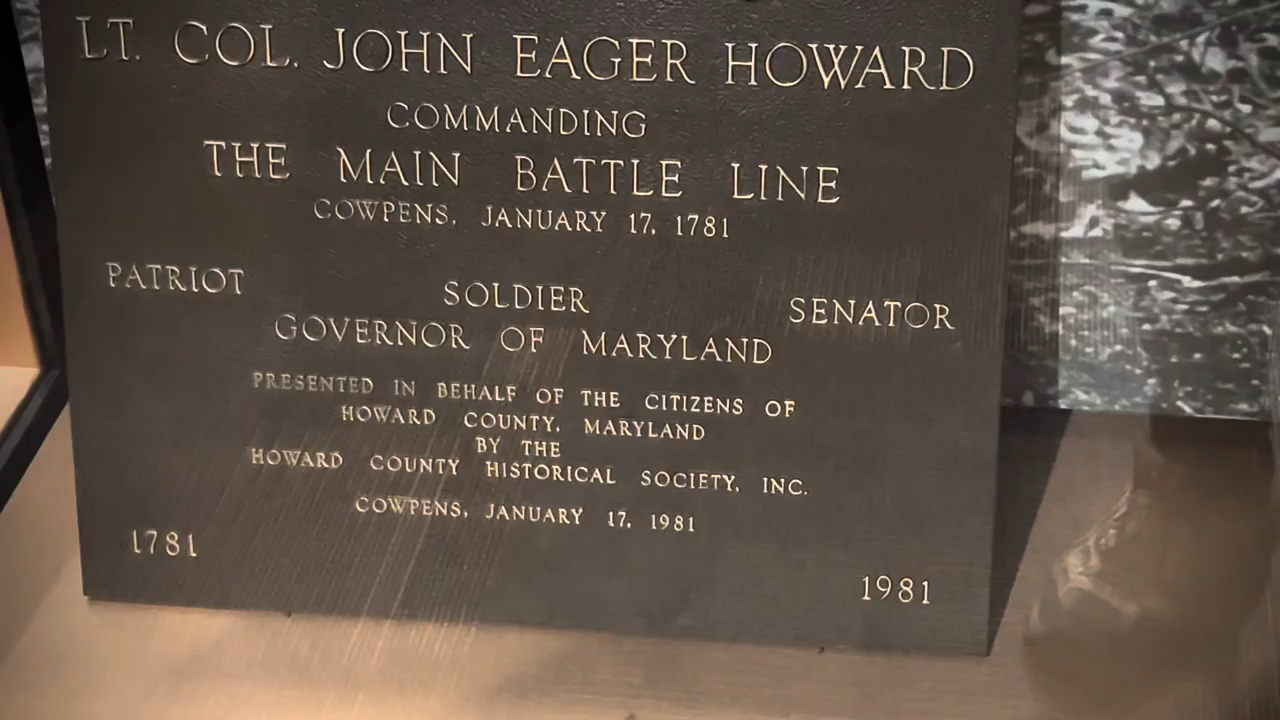 LT. COL. JOHN EAGER HOWARD
COMMANDING
THE MAIN BATTLE LINE
COWPENS, JANUARY 17, 1781
PATRIOT SOLDIER SENATOR
GOVERNOR OF MARYLAND
PRESENTED IN BEHALF OF THE CITIZENS OF
HOWARD COUNTY, MARYLAND
BY THE
HOWARD COUNTY HISTORICAL SOCIETY, INC.
COWPENS, JANUARY 17, 1981
1781 1981